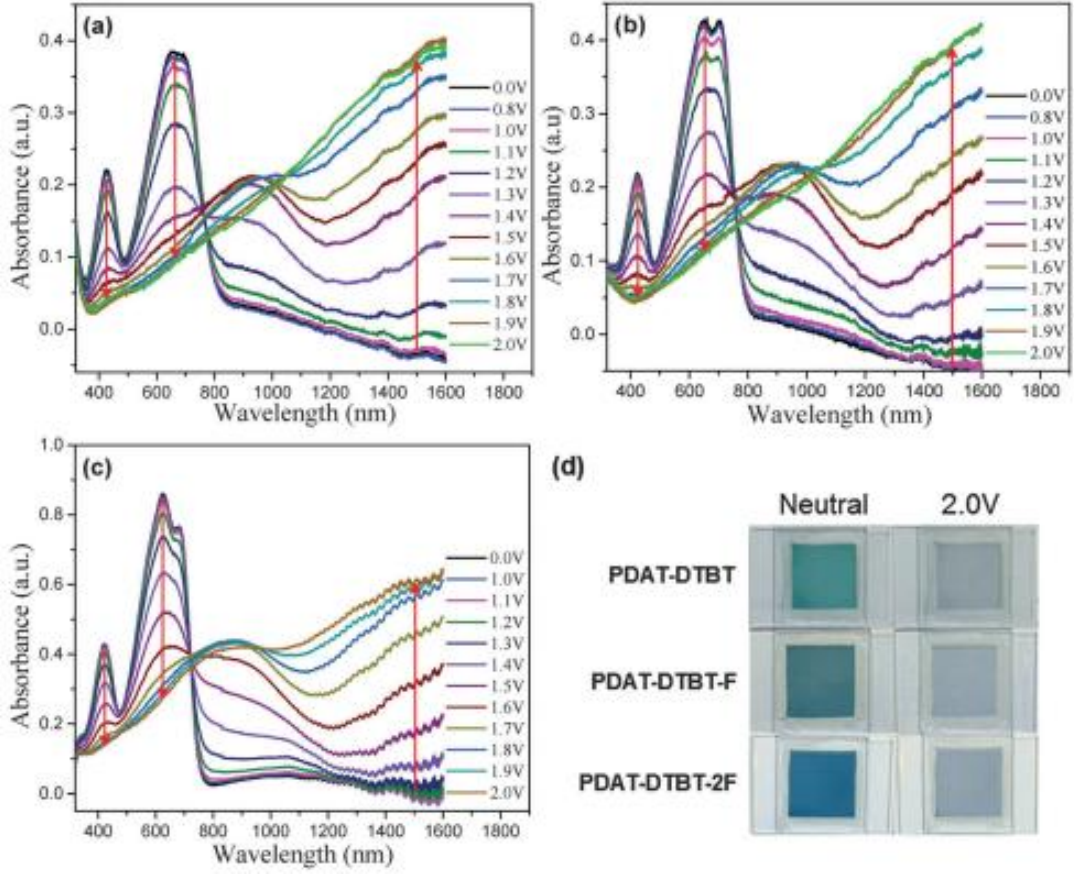 (a)
0.4
0.3
0.2
0.1
0.0
Absorbance (a.u.)
400 600 800 1000 1200 1400 1600 1800
Wavelength (nm)
0.0V
0.8V
1.0V
1.1V
1.2V
1.3V
1.4V
1.5V
1.6V
1.7V
1.8V
1.9V
2.0V
(b)
0.4
0.3
0.2
0.1
0.0
Absorbance (a.u)
400 600 800 1000 1200 1400 1600 1800
Wavelength (nm)
0.0V
0.8V
1.0V
1.1V
1.2V
1.3V
1.4V
1.5V
1.6V
1.7V
1.8V
1.9V
2.0V
(c)
1.0
0.8
0.6
0.4
0.2
0.0
Absorbance (a.u.)
400 600 800 1000 1200 1400 1600 1800
Wavelength (nm)
0.0V
1.0V
1.1V
1.2V
1.3V
1.4V
1.5V
1.6V
1.7V
1.8V
1.9V
2.0V
(d)
Neutral 2.0V
PDAT-DTBT
PDAT-DTBT-F
PDAT-DTBT-2F